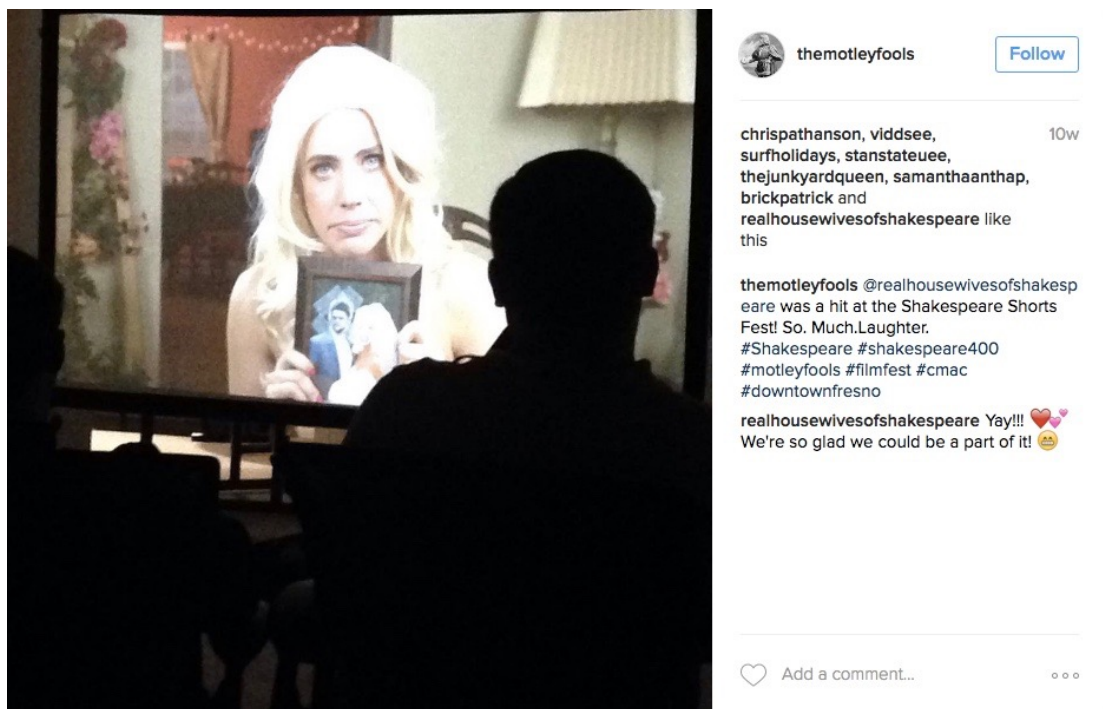 themotleyfools
Follow
chrispathanson, viddsee, 10w
surfholidays, stanstateuee,
thejunkyardqueen, samanthaanthap,
brickpatrick and
realhousewivesofshakespeare like
this
themotleyfools @realhousewivesofshakesp
eare was a hit at the Shakespeare Shorts
Fest! So. Much.Laughter.
#Shakespeare #shakespeare400
#motleyfools #filmfest #cmac
#downtownfresno
realhousewivesofshakespeare Yay!!! ❤️💕
We're so glad we could be a part of it! 😁
Add a comment...